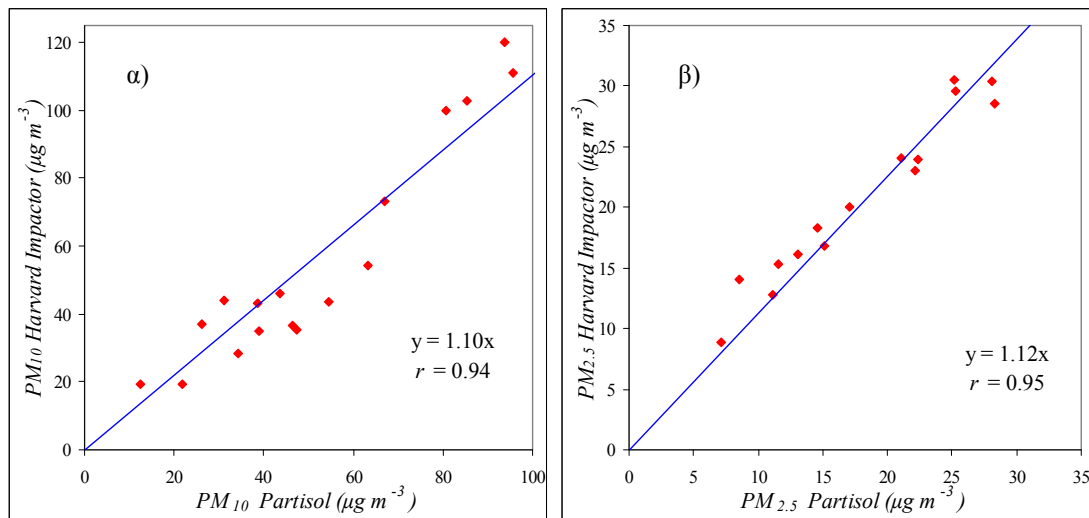 α)
PM10 Harvard Impactor (μg m-3)
120
100
80
60
40
20
0
y = 1.10x
r = 0.94
0 20 40 60 80 100
PM10 Partisol (μg m-3)
β)
PM2.5 Harvard Impactor (μg m-3)
35
30
25
20
15
10
5
0
y = 1.12x
r = 0.95
0 5 10 15 20 25 30 35
PM2.5 Partisol (μg m-3)